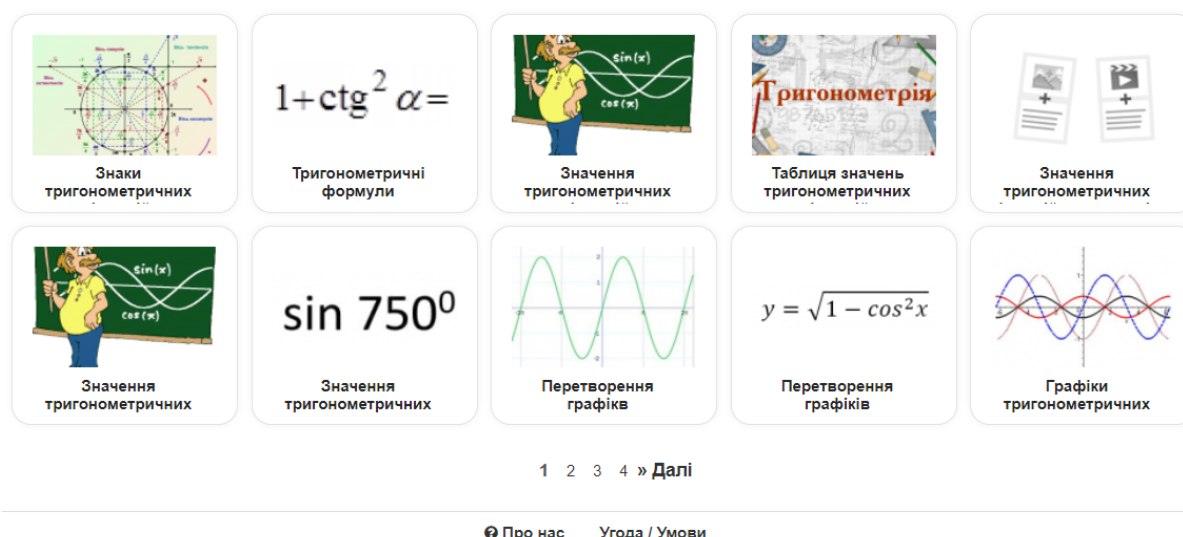 1+ctg² α=
sin(x)
cos(x)
Тригонометрія
Знаки
тригонометричних
Тригонометричні
формули
Значення
тригонометричних
Таблиця значень
тригонометричних
Значення
тригонометричних
sin(x)
cos(x)
sin 750⁰
y = √1 − cos²x
Значення
тригонометричних
Значення
тригонометричних
Перетворення
графікв
Перетворення
графіків
Графіки
тригонометричних
1 2 3 4 » Далі
Про нас Угода / Умови